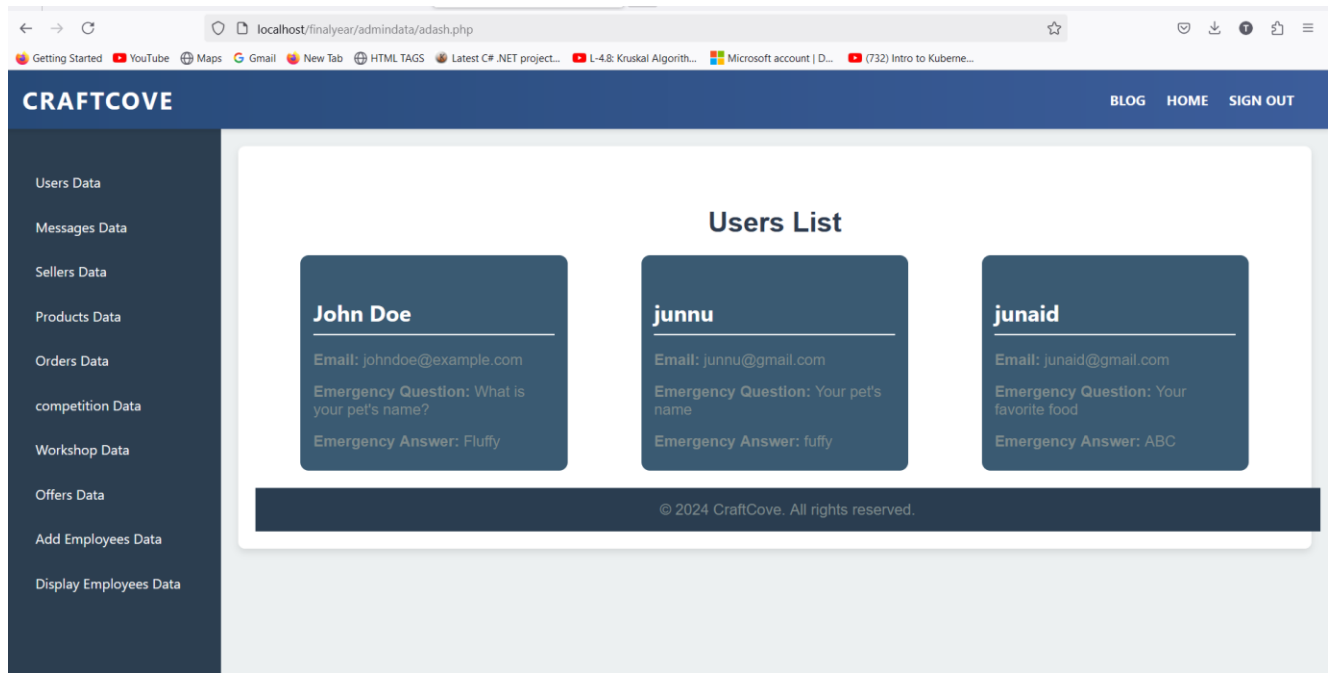 localhost/finalyear/admindata/adash.php
Getting Started YouTube Maps Gmail New Tab HTML TAGS Latest C# .NET project... L-4.8: Kruskal Algorith... Microsoft account | D... (732) Intro to Kuberne...
CRAFTCOVE
BLOG HOME SIGN OUT
Users Data
Messages Data
Sellers Data
Products Data
Orders Data
competition Data
Workshop Data
Offers Data
Add Employees Data
Display Employees Data
Users List
John Doe
Email: johndoe@example.com
Emergency Question: What is
your pet's name?
Emergency Answer: Fluffy
junnu
Email: junnu@gmail.com
Emergency Question: Your pet's
name
Emergency Answer: fuffy
junaid
Email: junaid@gmail.com
Emergency Question: Your
favorite food
Emergency Answer: ABC
© 2024 CraftCove. All rights reserved.